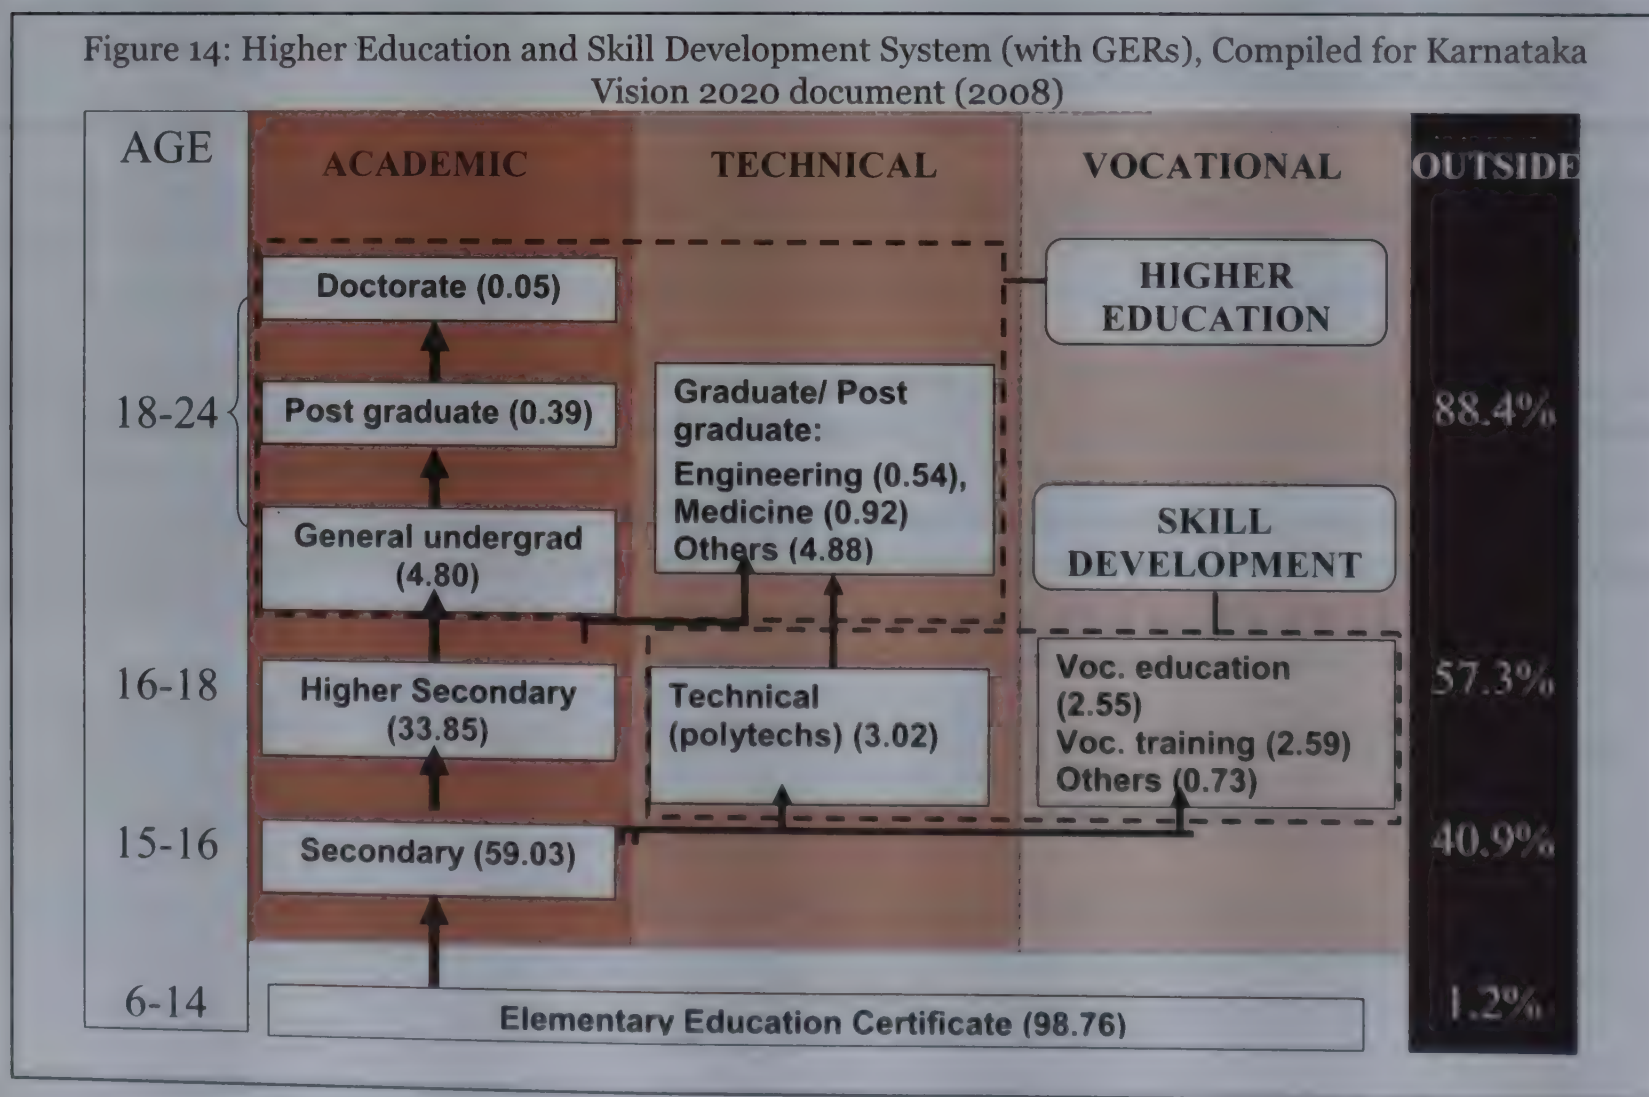 Figure 14: Higher Education and Skill Development System (with GERs), Compiled for Karnataka
Vision 2020 document (2008)
AGE
ACADEMIC
TECHNICAL
VOCATIONAL
OUTSIDE
Doctorate (0.05)
HIGHER
EDUCATION
18-24
Post graduate (0.39)
Graduate/ Post
graduate:
Engineering (0.54),
Medicine (0.92)
Others (4.88)
88.4%
General undergrad
(4.80)
SKILL
DEVELOPMENT
16-18
Higher Secondary
(33.85)
Technical
(polytechs) (3.02)
Voc. education
(2.55)
Voc. training (2.59)
Others (0.73)
57.3%
15-16
Secondary (59.03)
40.9%
6-14
Elementary Education Certificate (98.76)
1.2%